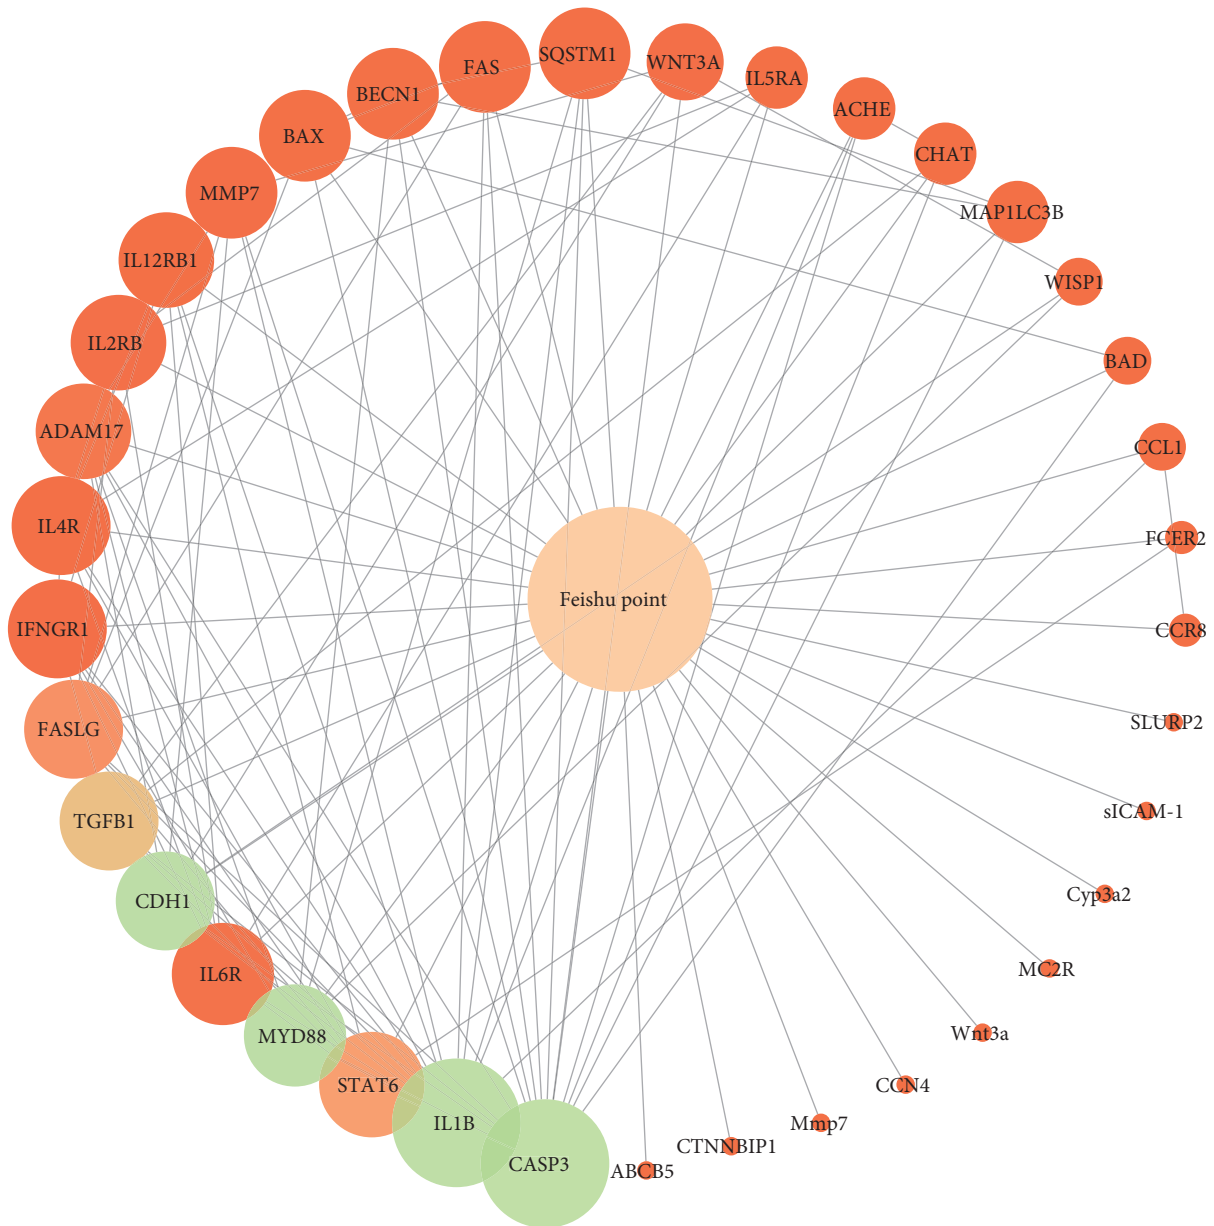 SQSTM1
WNT3A
FAS
IL5RA
BECN1
ACHE
BAX
CHAT
MMP7
MAP1LC3B
IL12RB1
WISP1
IL2RB
BAD
ADAM17
CCL1
IL4R
FCER2
Feishu point
IFNGR1
CCR8
FASLG
SLURP2
TGFB1
sICAM-1
CDH1
Cyp3a2
IL6R
MC2R
MYD88
Wnt3a
STAT6
CCN4
IL1B
Mmp7
CTNNBIP1
CASP3
ABCB5